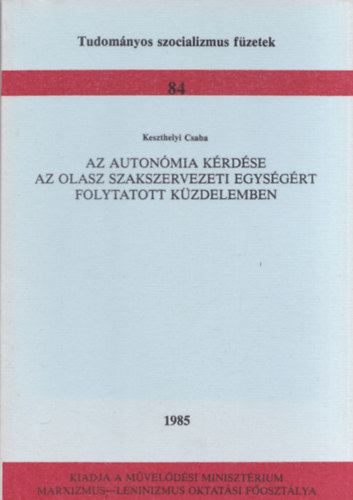 Tudományos szocializmus füzetek
84
Keszthelyi Csaba
AZ AUTONÓMIA KÉRDÉSE
AZ OLASZ SZAKSZERVEZETI EGYSÉGÉRT
FOLYTATOTT KÜZDELEMBEN
1985
KIADJA A MŰVELŐDÉSI MINISZTÉRIUM
MARXIZMUS—LENINIZMUS OKTATÁSI FŐOSZTÁLYA